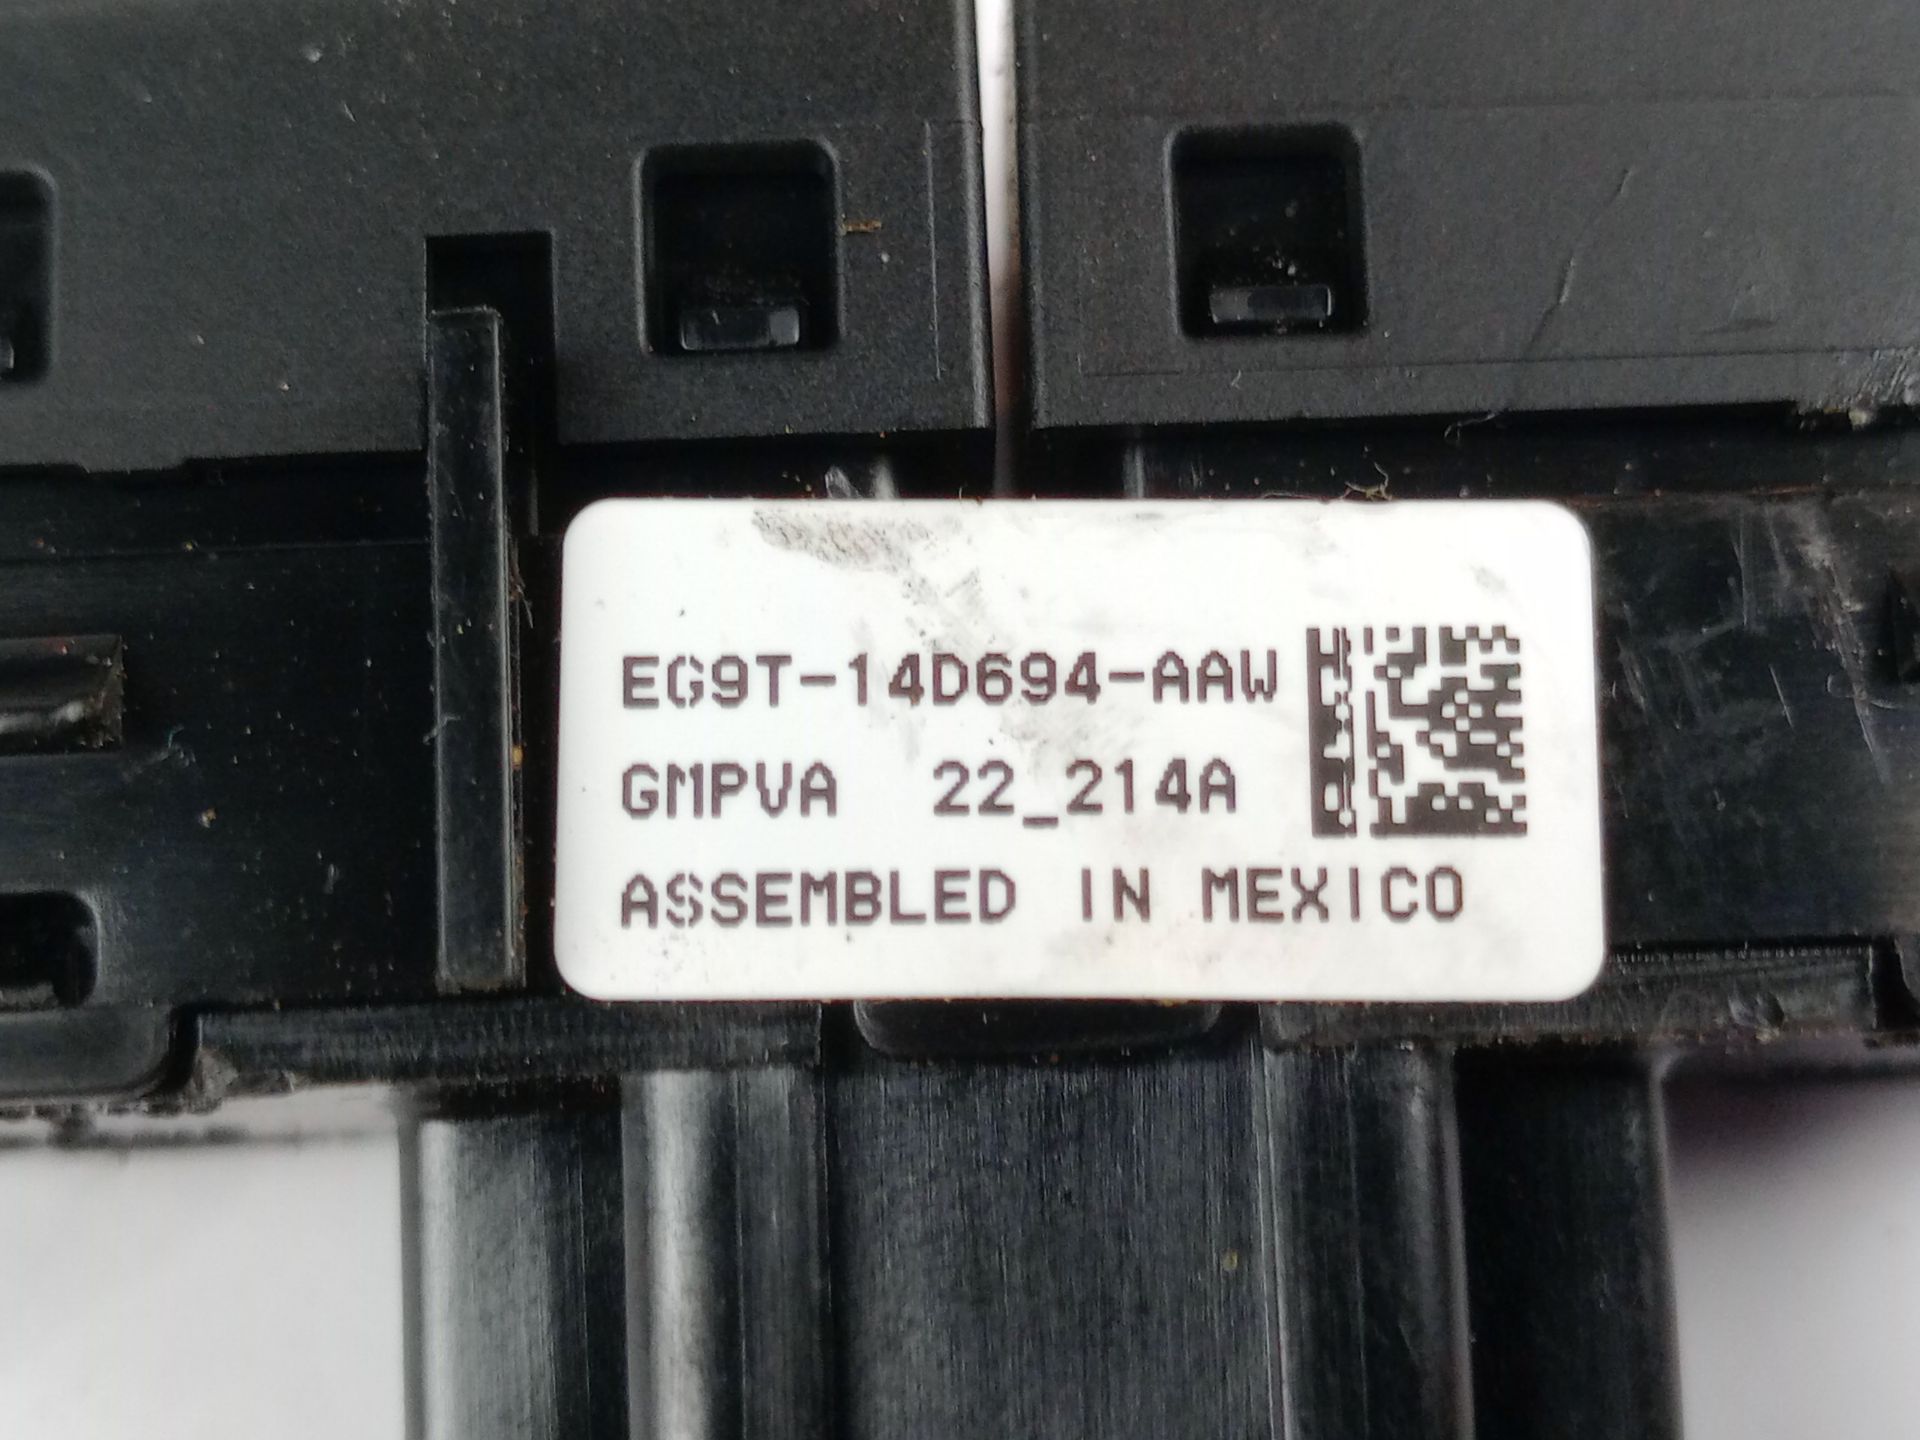 EG9T-14D694-AAW
GMPVA 22_214A
ASSEMBLED IN MEXICO